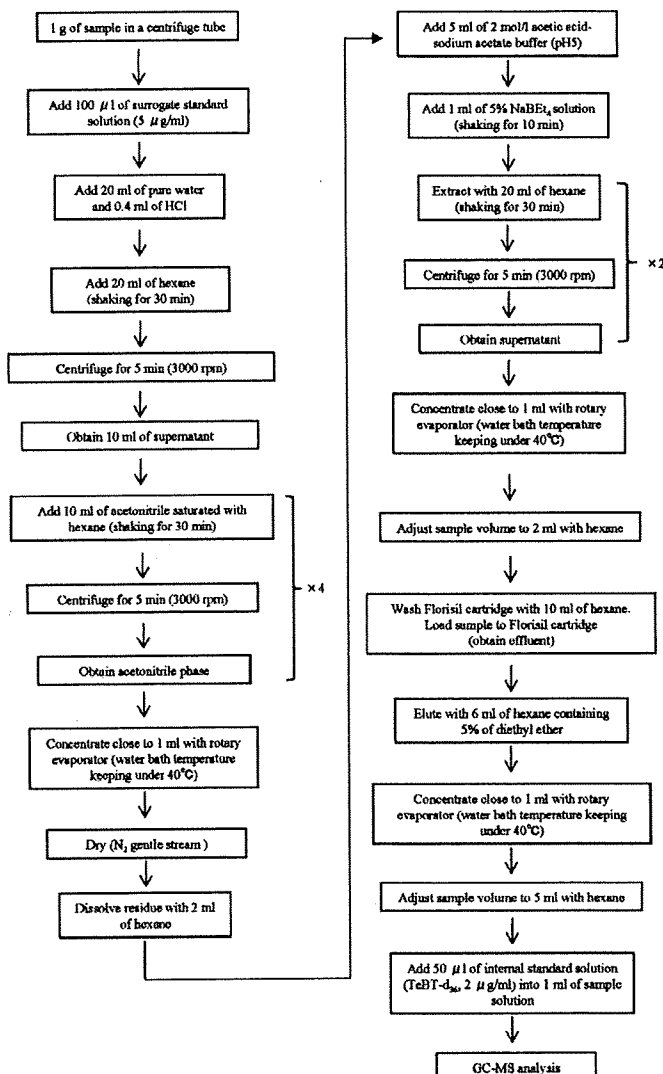 1 g of sample in a centrifuge tube
Add 100 μl of surrogate standard
solution (5 μg/ml)
Add 20 ml of pure water
and 0.4 ml of HCl
Add 20 ml of hexane
(shaking for 30 min)
Centrifuge for 5 min (3000 rpm)
Obtain 10 ml of supernatant
Add 10 ml of acetonitrile saturated with
hexane (shaking for 30 min)
Centrifuge for 5 min (3000 rpm)
×4
Obtain acetonitrile phase
Concentrate close to 1 ml with rotary
evaporator (water bath temperature
keeping under 40℃)
Dry (N₂ gentle stream )
Dissolve residue with 2 ml
of hexane
Add 5 ml of 2 mol/l acetic acid-
sodium acetate buffer (pH5)
Add 1 ml of 5% NaBEt₄ solution
(shaking for 10 min)
Extract with 20 ml of hexane
(shaking for 30 min)
×2
Centrifuge for 5 min (3000 rpm)
Obtain supernatant
Concentrate close to 1 ml with rotary
evaporator (water bath temperature
keeping under 40℃)
Adjust sample volume to 2 ml with hexane
Wash Florisil cartridge with 10 ml of hexane.
Load sample to Florisil cartridge
(obtain effluent)
Elute with 6 ml of hexane containing
5% of diethyl ether
Concentrate close to 1 ml with rotary
evaporator (water bath temperature keeping
under 40℃)
Adjust sample volume to 5 ml with hexane
Add 50 μl of internal standard solution
(TeBT-d₃₆, 2 μg/ml) into 1 ml of sample
solution
GC-MS analysis